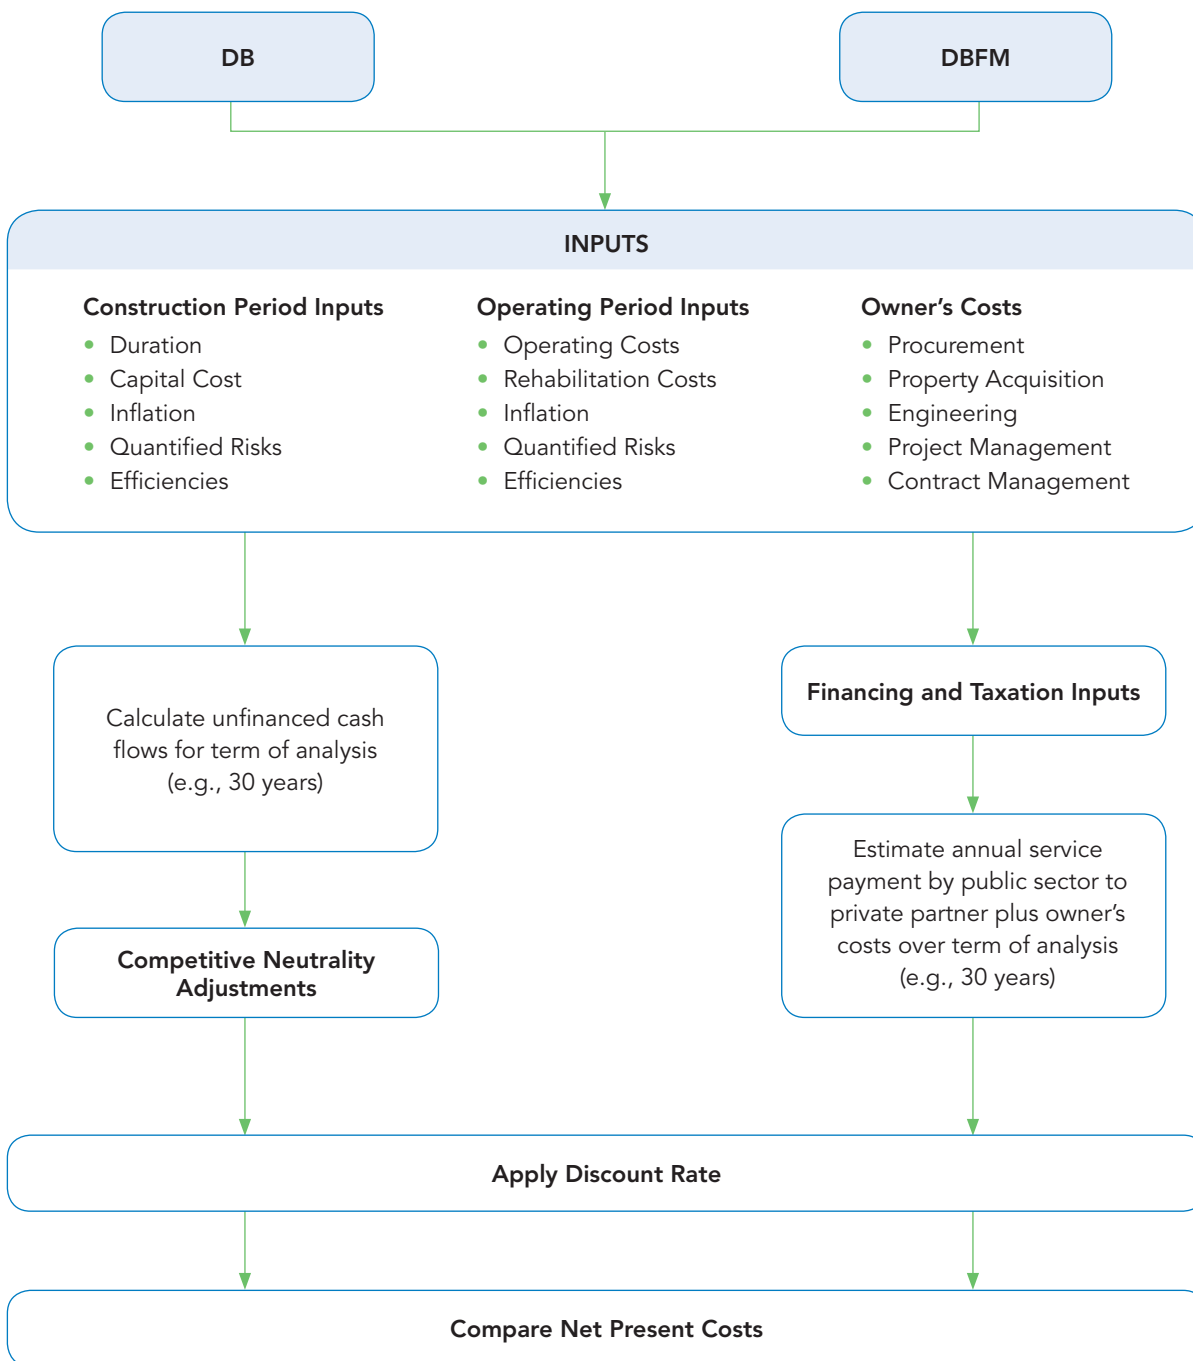 DB
DBFM
INPUTS
Construction Period Inputs
• Duration
• Capital Cost
• Inflation
• Quantified Risks
• Efficiencies
Operating Period Inputs
• Operating Costs
• Rehabilitation Costs
• Inflation
• Quantified Risks
• Efficiencies
Owner's Costs
• Procurement
• Property Acquisition
• Engineering
• Project Management
• Contract Management
Calculate unfinanced cash
flows for term of analysis
(e.g., 30 years)
Competitive Neutrality
Adjustments
Financing and Taxation Inputs
Estimate annual service
payment by public sector to
private partner plus owner's
costs over term of analysis
(e.g., 30 years)
Apply Discount Rate
Compare Net Present Costs